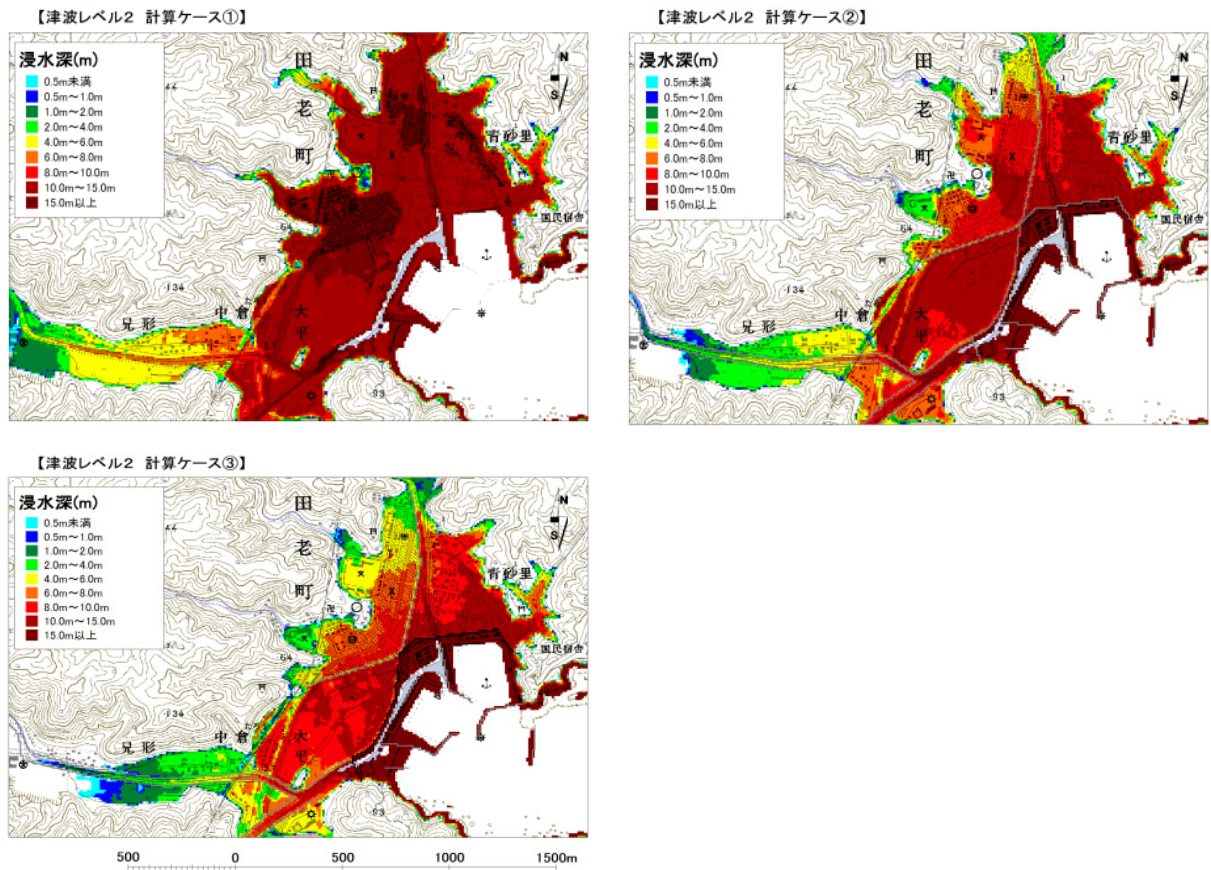 【津波レベル2 計算ケース①】
浸水深(m)
0.5m未満
0.5m～1.0m
1.0m～2.0m
2.0m～4.0m
4.0m～6.0m
6.0m～8.0m
8.0m～10.0m
10.0m～15.0m
15.0m以上
田老町
N
S
青砂里
国民宿舎
54
134
兄形
中倉
大平
93
【津波レベル2 計算ケース②】
浸水深(m)
0.5m未満
0.5m～1.0m
1.0m～2.0m
2.0m～4.0m
4.0m～6.0m
6.0m～8.0m
8.0m～10.0m
10.0m～15.0m
15.0m以上
田老町
N
S
青砂里
国民宿舎
54
134
兄形
中倉
大平
93
【津波レベル2 計算ケース③】
浸水深(m)
0.5m未満
0.5m～1.0m
1.0m～2.0m
2.0m～4.0m
4.0m～6.0m
6.0m～8.0m
8.0m～10.0m
10.0m～15.0m
15.0m以上
田老町
N
S
青砂里
国民宿舎
54
134
兄形
中倉
大平
93
500 0 500 1000 1500m